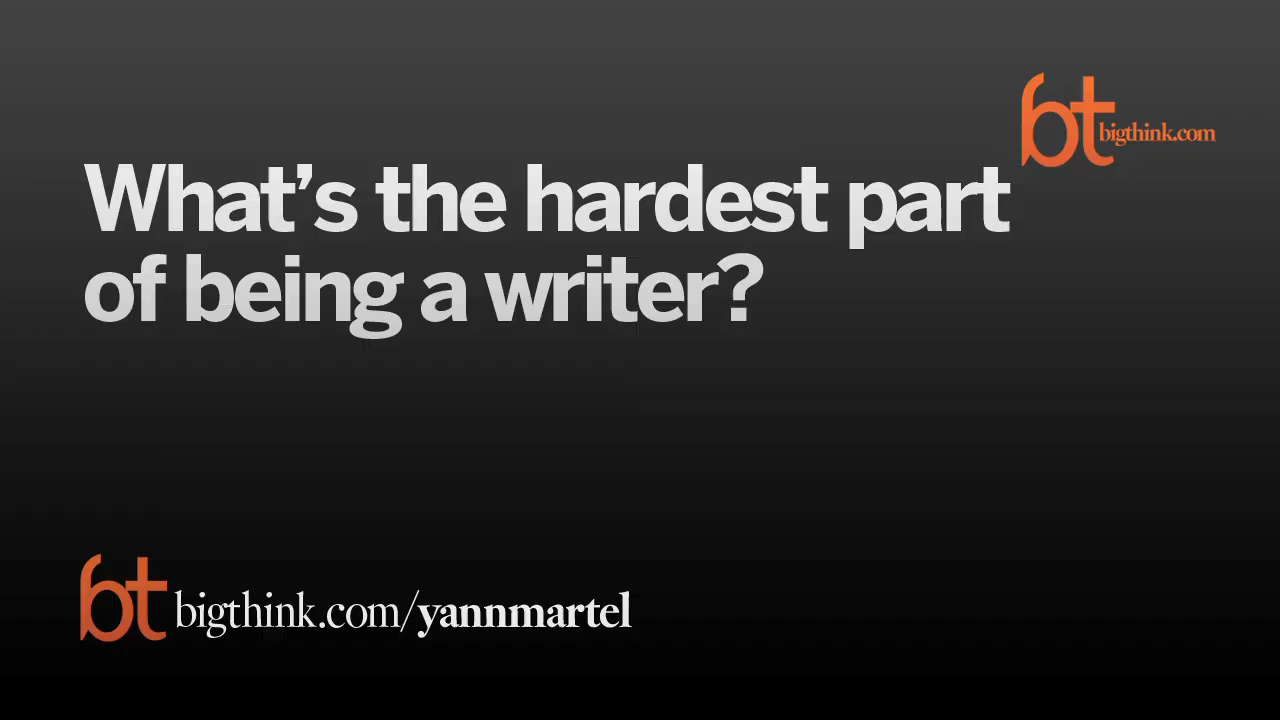 bt bigthink.com
What's the hardest part
of being a writer?
bt bigthink.com/yannmartel